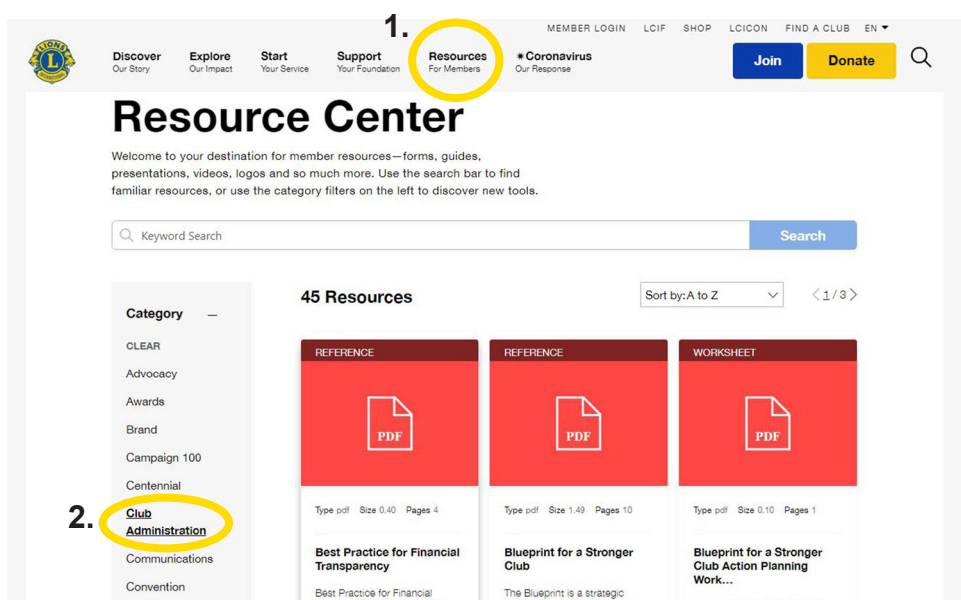 1.
MEMBER LOGIN LCIF SHOP LCICON FIND A CLUB EN
LIONS
L
INTERNATIONAL
Discover Explore Start Support Resources Coronavirus
Our Story Our Impact Your Service Your Foundation For Members Our Response
Join Donate
Resource Center
Welcome to your destination for member resources—forms, guides,
presentations, videos, logos and so much more. Use the search bar to find
familiar resources, or use the category filters on the left to discover new tools.
Keyword Search Search
45 Resources Sort by:A to Z <1/3>
Category –
CLEAR
Advocacy
Awards
Brand
Campaign 100
Centennial
2. Club
Administration
Communications
Convention
REFERENCE
PDF
Type pdf Size 0.40 Pages 4
Best Practice for Financial
Transparency
Best Practice for Financial
REFERENCE
PDF
Type pdf Size 1.49 Pages 10
Blueprint for a Stronger
Club
The Blueprint is a strategic
WORKSHEET
PDF
Type pdf Size 0.10 Pages 1
Blueprint for a Stronger
Club Action Planning
Work...